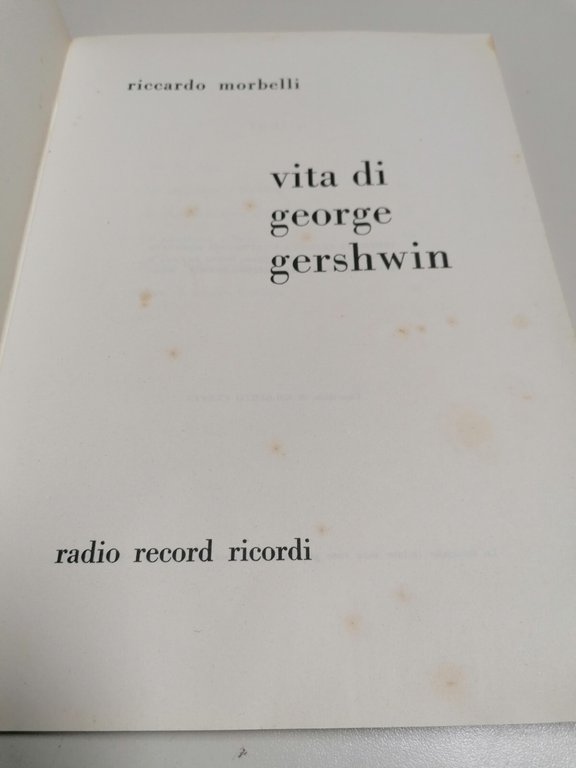 riccardo morbelli
vita di
george
gershwin
radio record ricordi